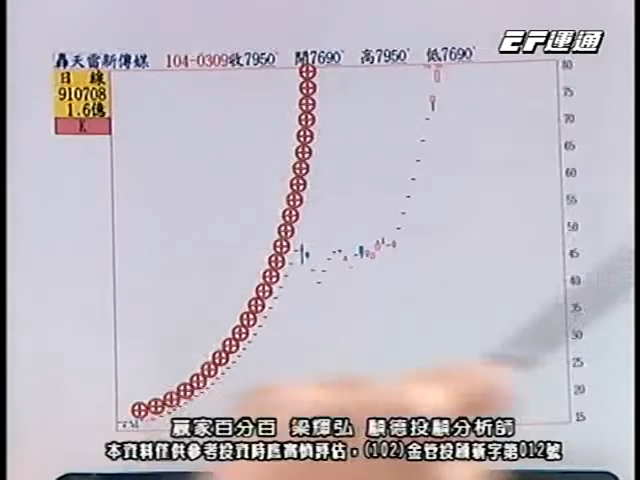 EF運通
轟天雷新傳媒 104-0309收7950 開7690 高7950 低7690
日 線
910708
1.6億
K
80
75
70
65
60
55
50
45
40
35
30
25
20
15
贏家百分百 梁輝弘 顧德投顧分析師
本資料僅供參考投資時應審慎評估，(102)金管投顧新字第012號